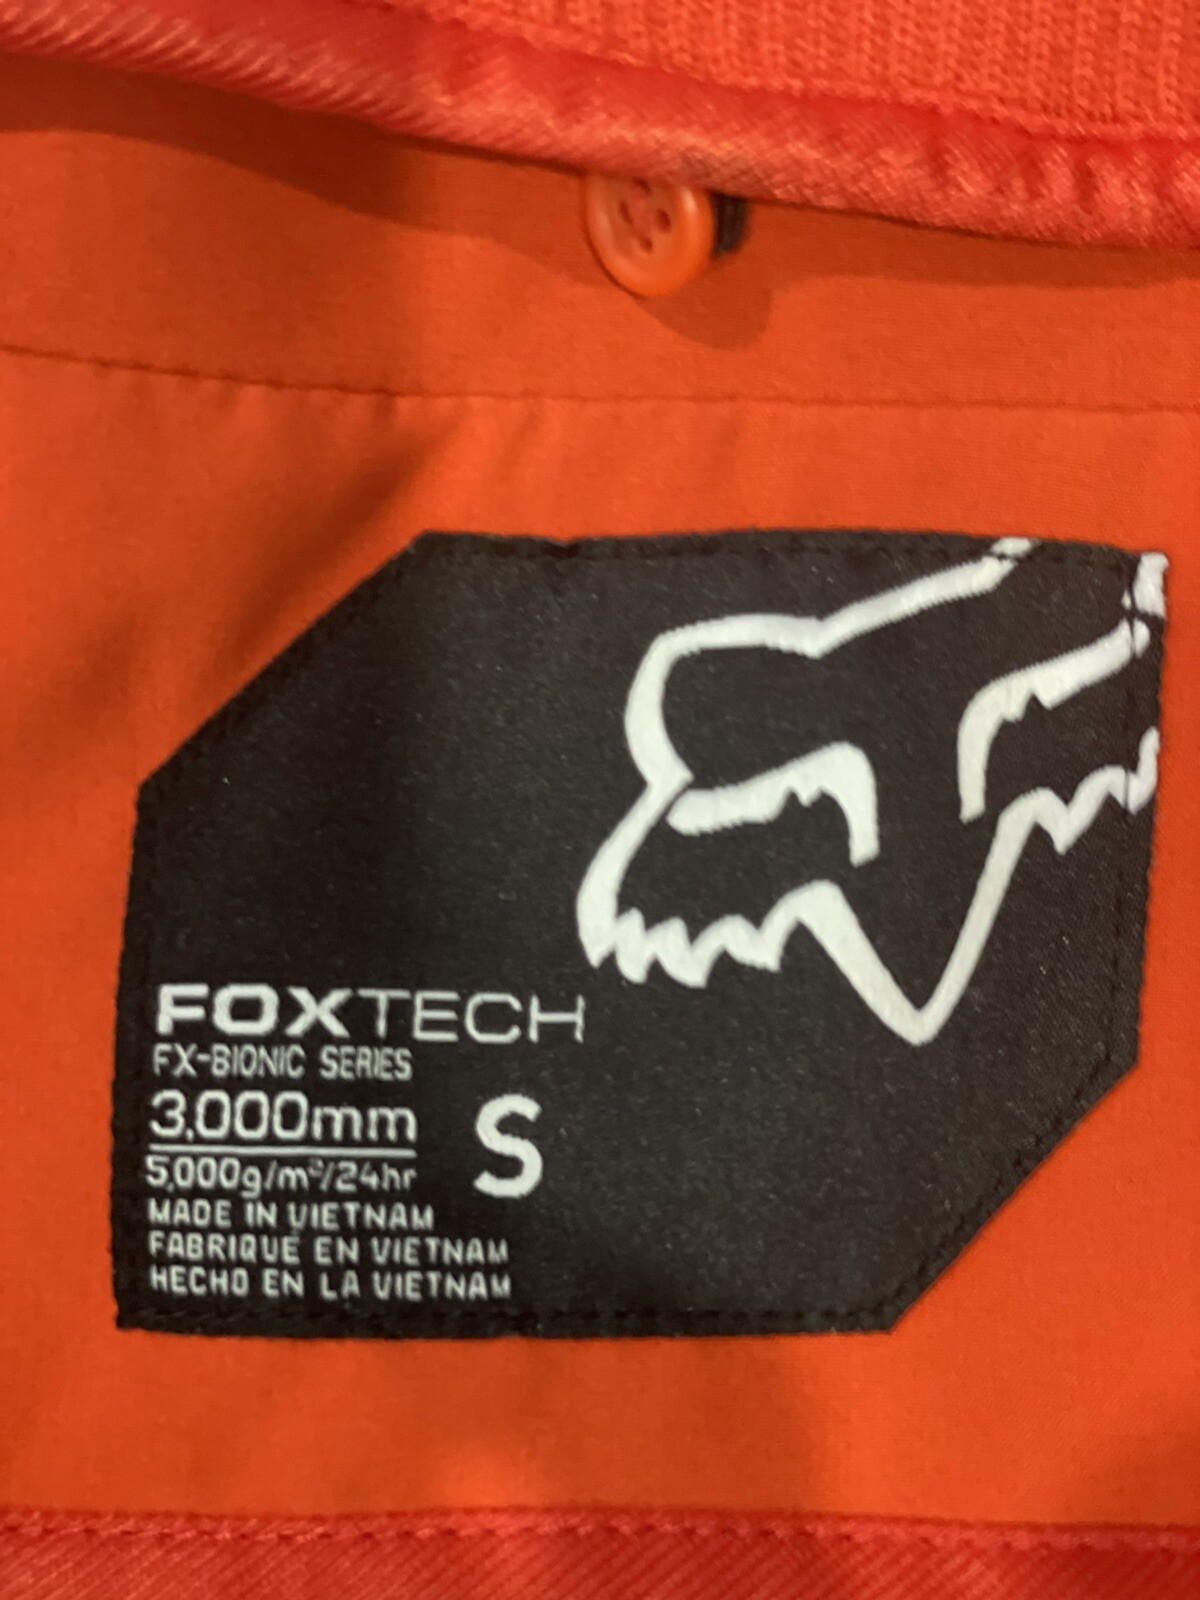 FOXTECH
FX-BIONIC SERIES
3,000mm
5,000g/m²/24hr
S
MADE IN VIETNAM
FABRIQUÉ EN VIETNAM
HECHO EN LA VIETNAM